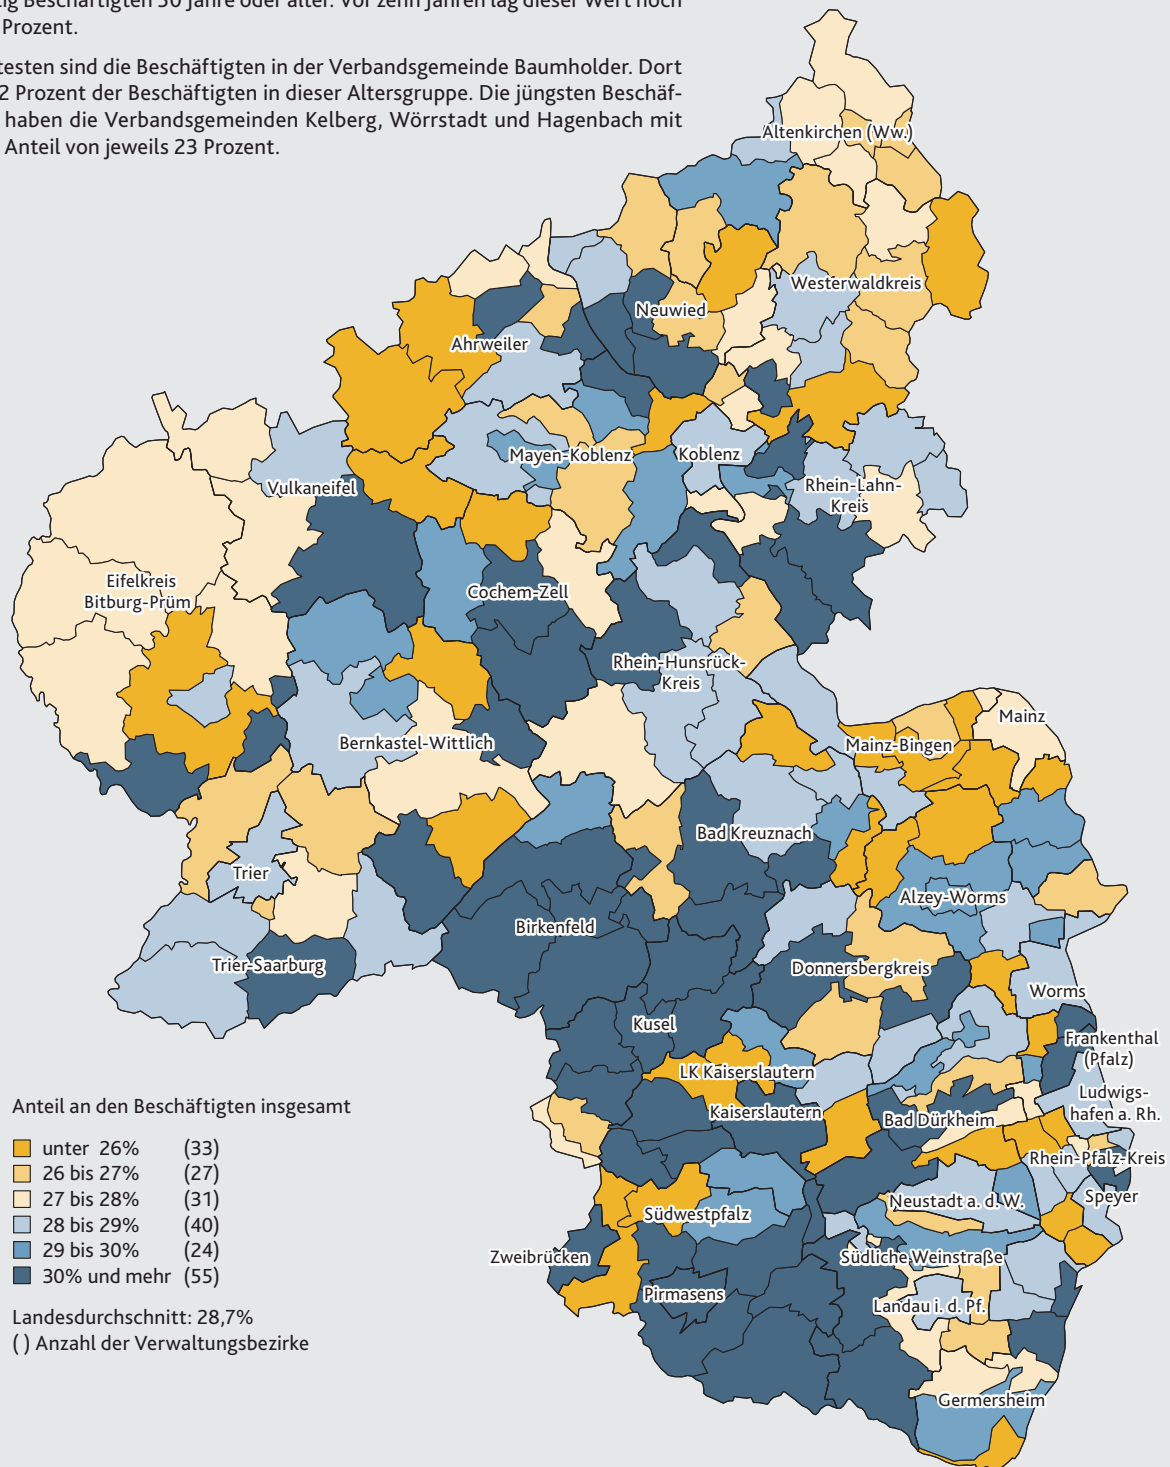 Prozent.
testen sind die Beschäftigten in der Verbandsgemeinde Baumholder. Dort
2 Prozent der Beschäftigten in dieser Altersgruppe. Die jüngsten Beschäf-
haben die Verbandsgemeinden Kelberg, Wörrstadt und Hagenbach mit
Anteil von jeweils 23 Prozent.
Altenkirchen (Ww.)
Westerwaldkreis
Neuwied
Ahrweiler
Mayen-Koblenz
Koblenz
Vulkaneifel
Rhein-Lahn-
Kreis
Eifelkreis
Bitburg-Prüm
Cochem-Zell
Rhein-Hunsrück-
Kreis
Mainz
Bernkastel-Wittlich
Mainz-Bingen
Bad Kreuznach
Trier
Alzey-Worms
Birkenfeld
Trier-Saarburg
Donnersbergkreis
Worms
Kusel
Frankenthal
(Pfalz)
LK Kaiserslautern
Ludwigs-
hafen a. Rh.
Kaiserslautern
Bad Dürkheim
Rhein-Pfalz-Kreis
Neustadt a. d. W.
Speyer
Südwestpfalz
Zweibrücken
Südliche Weinstraße
Pirmasens
Landau i. d. Pf.
Germersheim
Anteil an den Beschäftigten insgesamt
unter 26% (33)
26 bis 27% (27)
27 bis 28% (31)
28 bis 29% (40)
29 bis 30% (24)
30% und mehr (55)
Landesdurchschnitt: 28,7%
( ) Anzahl der Verwaltungsbezirke